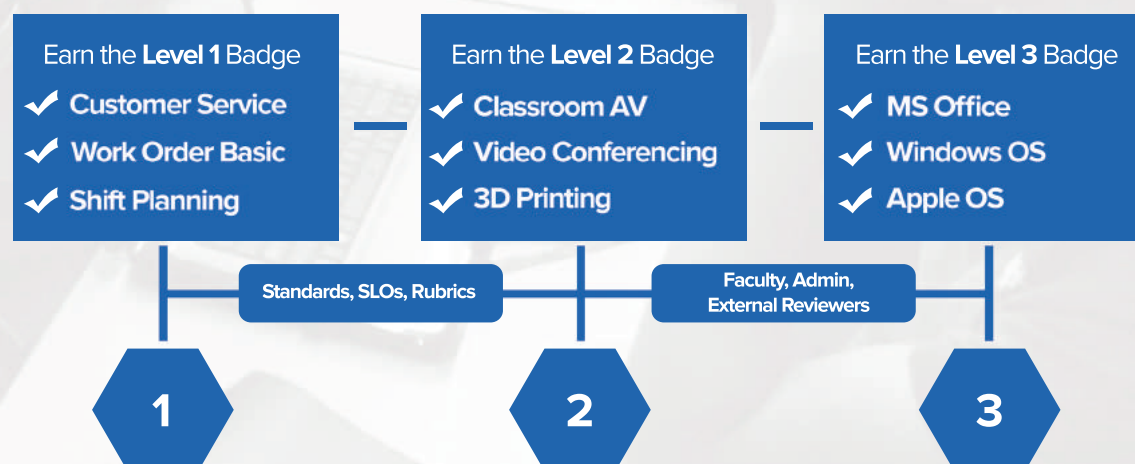 Earn the Level 1 Badge
Customer Service
Work Order Basic
Shift Planning
Earn the Level 2 Badge
Classroom AV
Video Conferencing
3D Printing
Earn the Level 3 Badge
MS Office
Windows OS
Apple OS
Standards, SLOs, Rubrics
Faculty, Admin,
External Reviewers
1
2
3